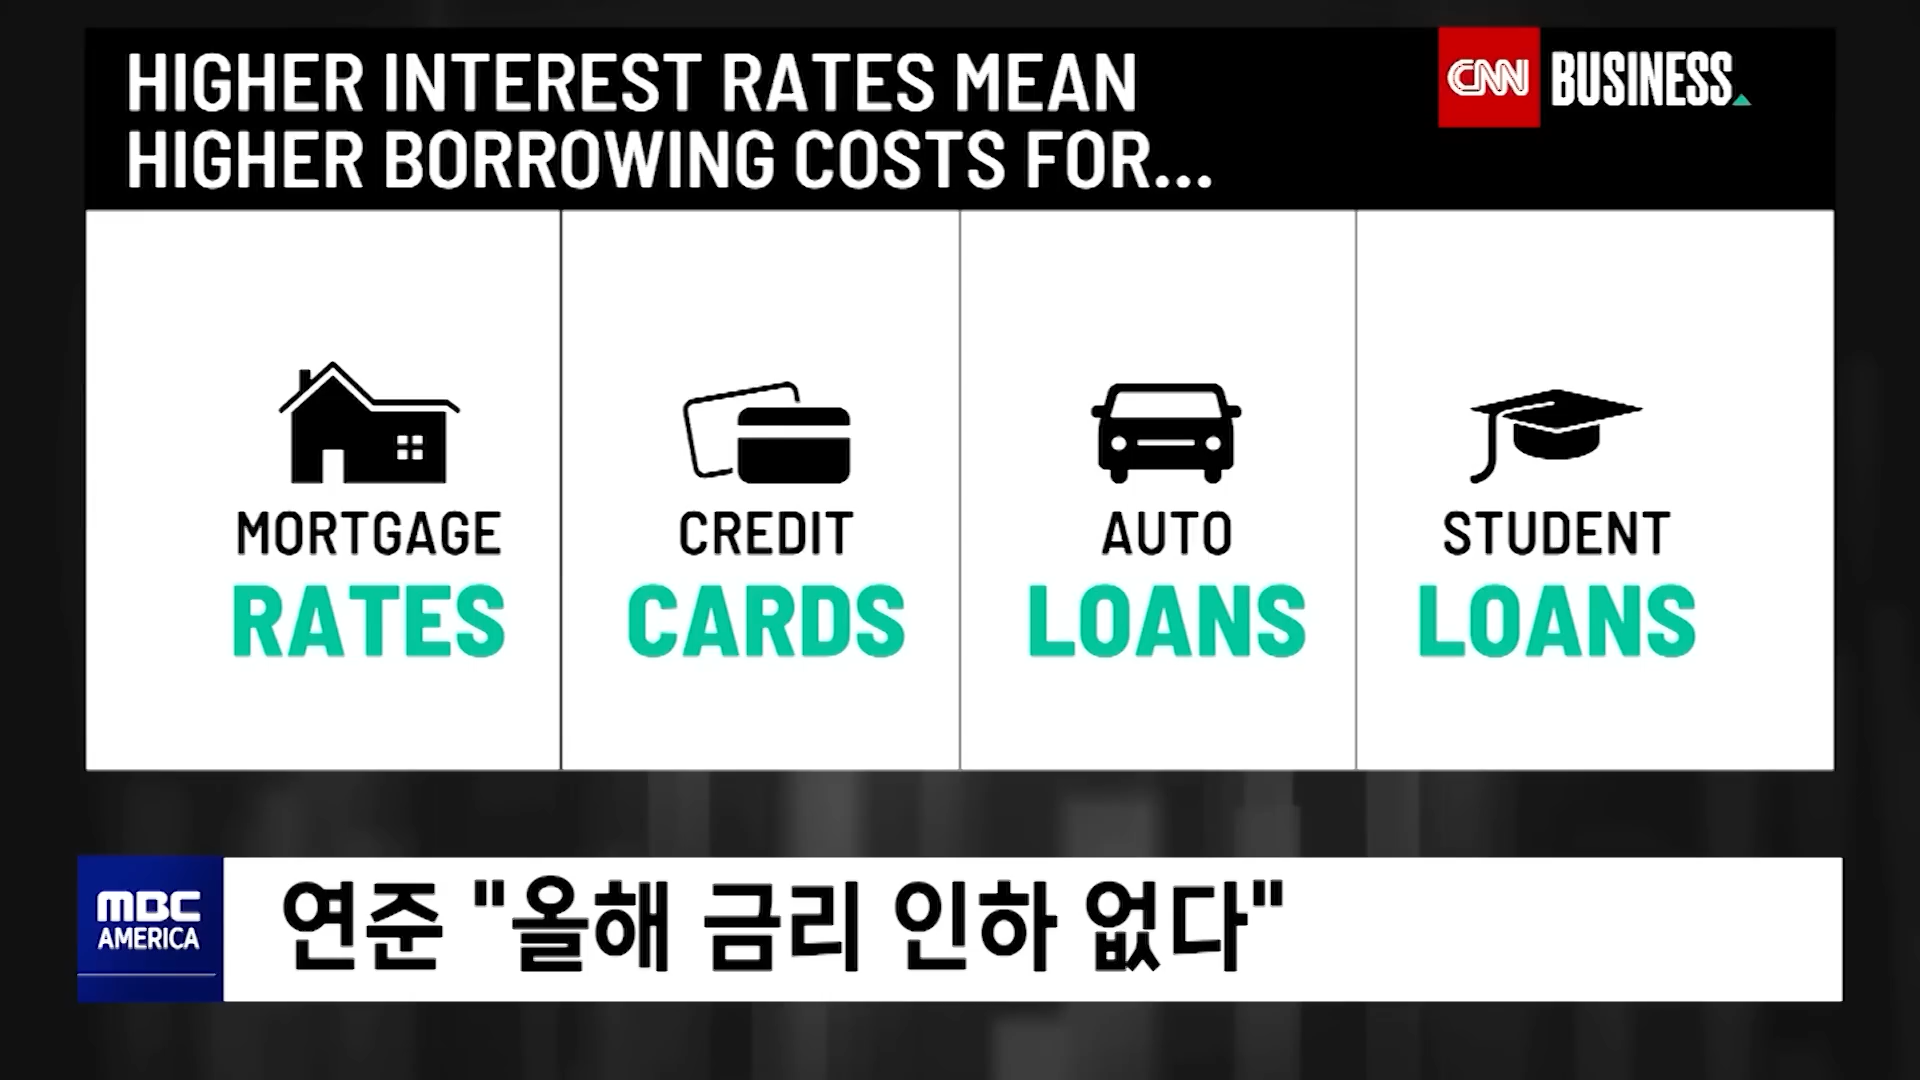 HIGHER INTEREST RATES MEAN
HIGHER BORROWING COSTS FOR...
CNN BUSINESS
MORTGAGE
RATES
CREDIT
CARDS
AUTO
LOANS
STUDENT
LOANS
MBC
AMERICA
연준 "올해 금리 인하 없다"